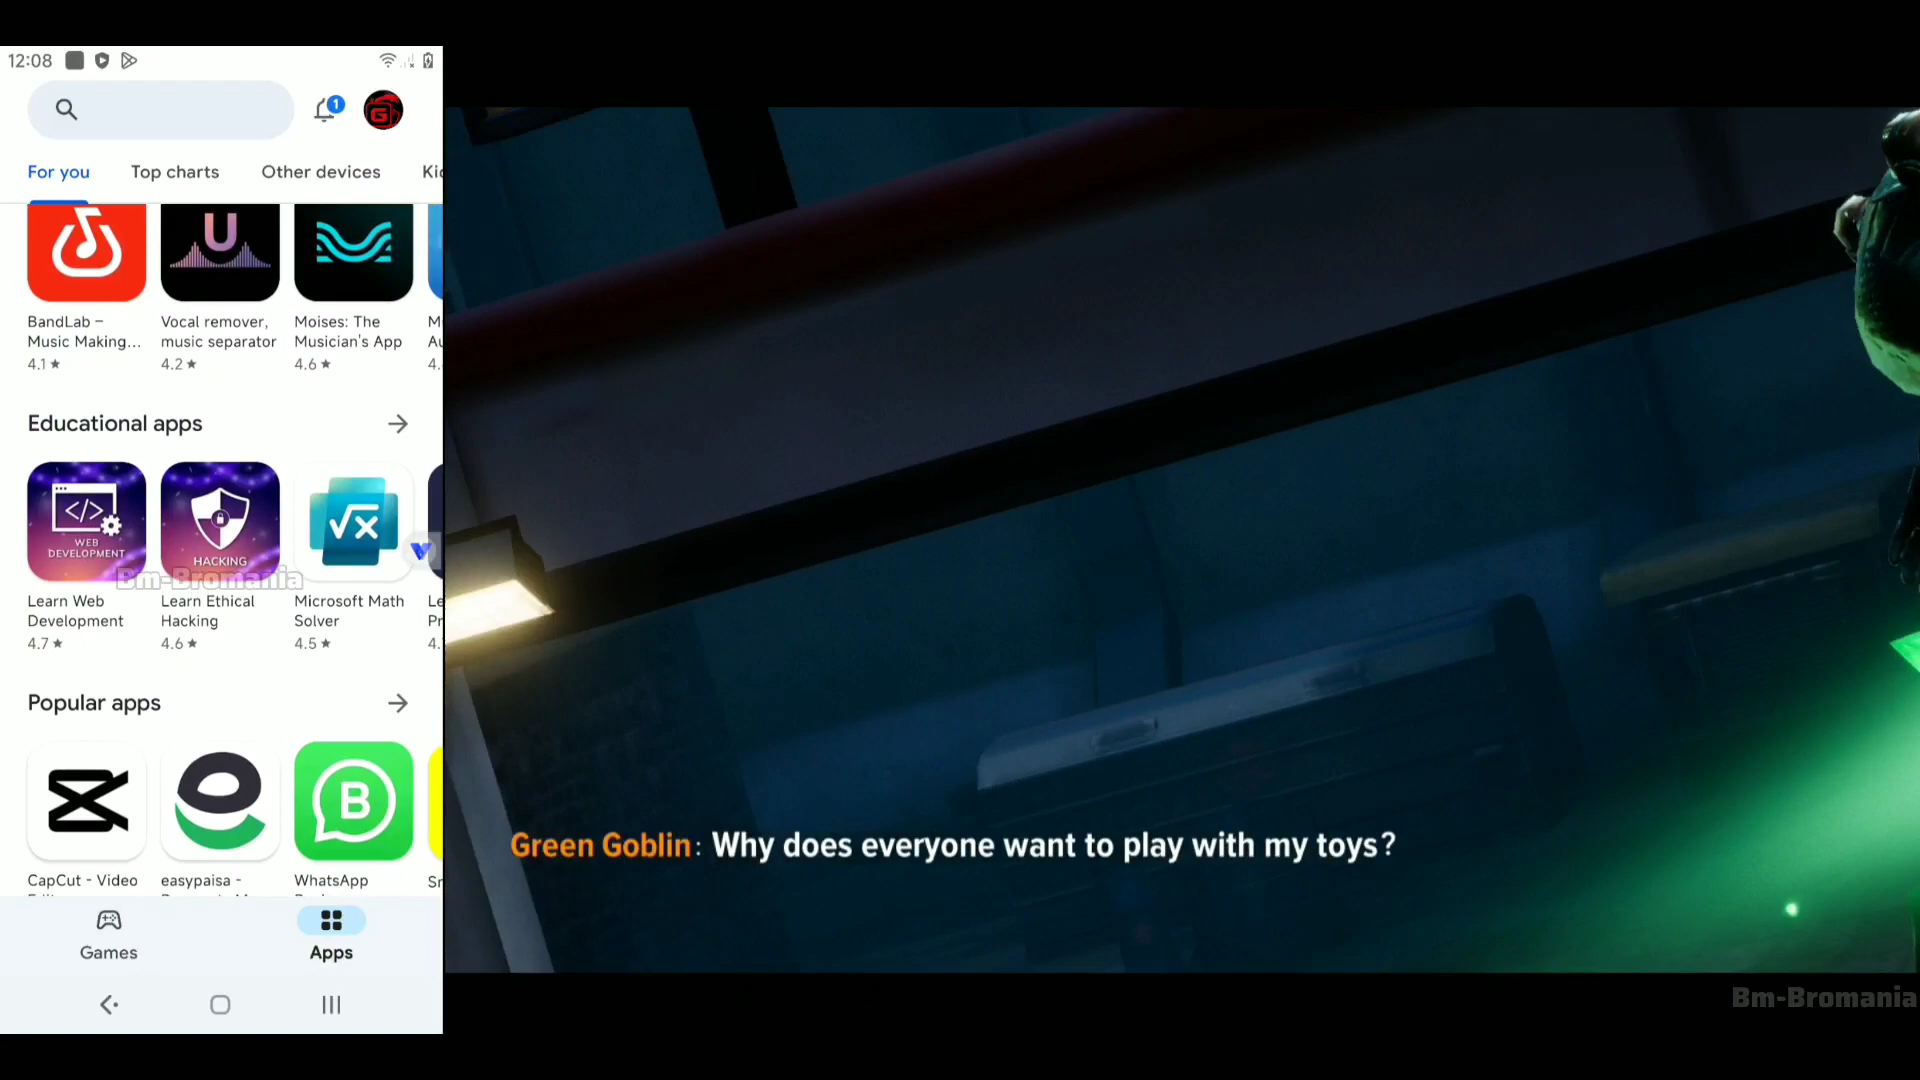 12:08
1
G
For you
Top charts
Other devices
U
BandLab –
Music Making...
4.1 ★
Vocal remover,
music separator
4.2 ★
Moises: The
Musician's App
4.6 ★
Educational apps
</>
WEB
DEVELOPMENT
HACKING
√x
Bm-Bromania
Learn Web
Development
4.7 ★
Learn Ethical
Hacking
4.6 ★
Microsoft Math
Solver
4.5 ★
Popular apps
B
CapCut - Video
easypaisa -
WhatsApp
Games
Apps
Green Goblin: Why does everyone want to play with my toys?
Bm-Bromania